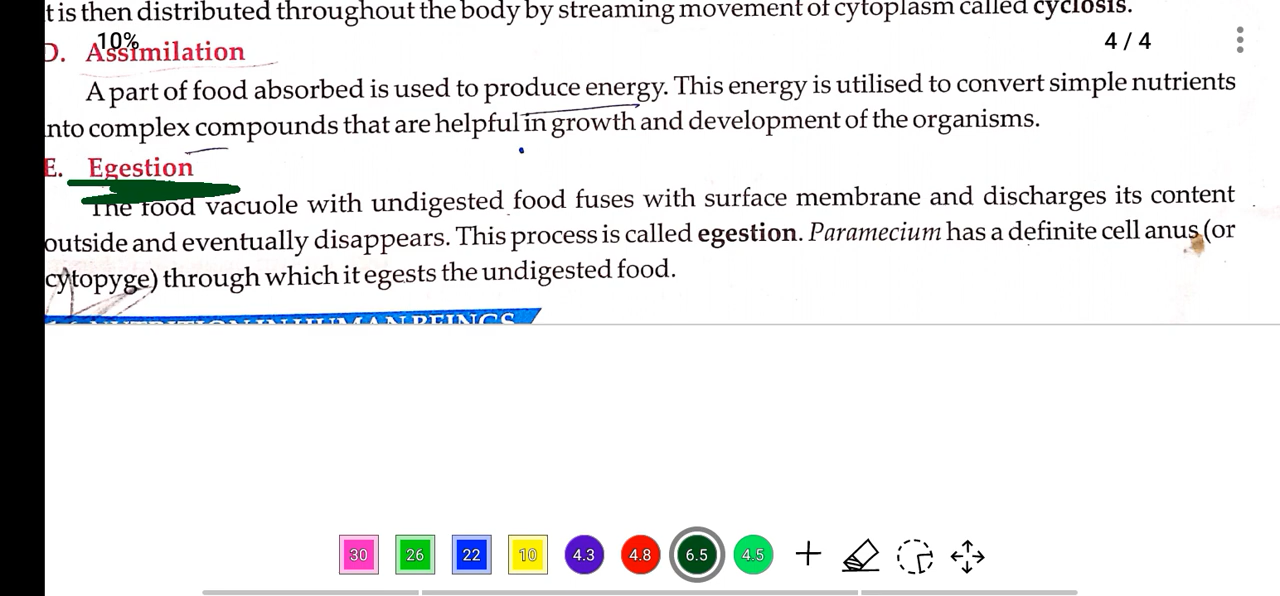 t is then distributed throughout the body by streaming movement of cytoplasm called cyclosis.
10%
4 / 4
D. Assimilation
A part of food absorbed is used to produce energy. This energy is utilised to convert simple nutrients
nto complex compounds that are helpful in growth and development of the organisms.
E. Egestion
The food vacuole with undigested food fuses with surface membrane and discharges its content
outside and eventually disappears. This process is called egestion. Paramecium has a definite cell anus (or
cytopyge) through which it egests the undigested food.
NUTRITION IN HUMAN BEINGS
30 26 22 10 4.3 4.8 6.5 4.5